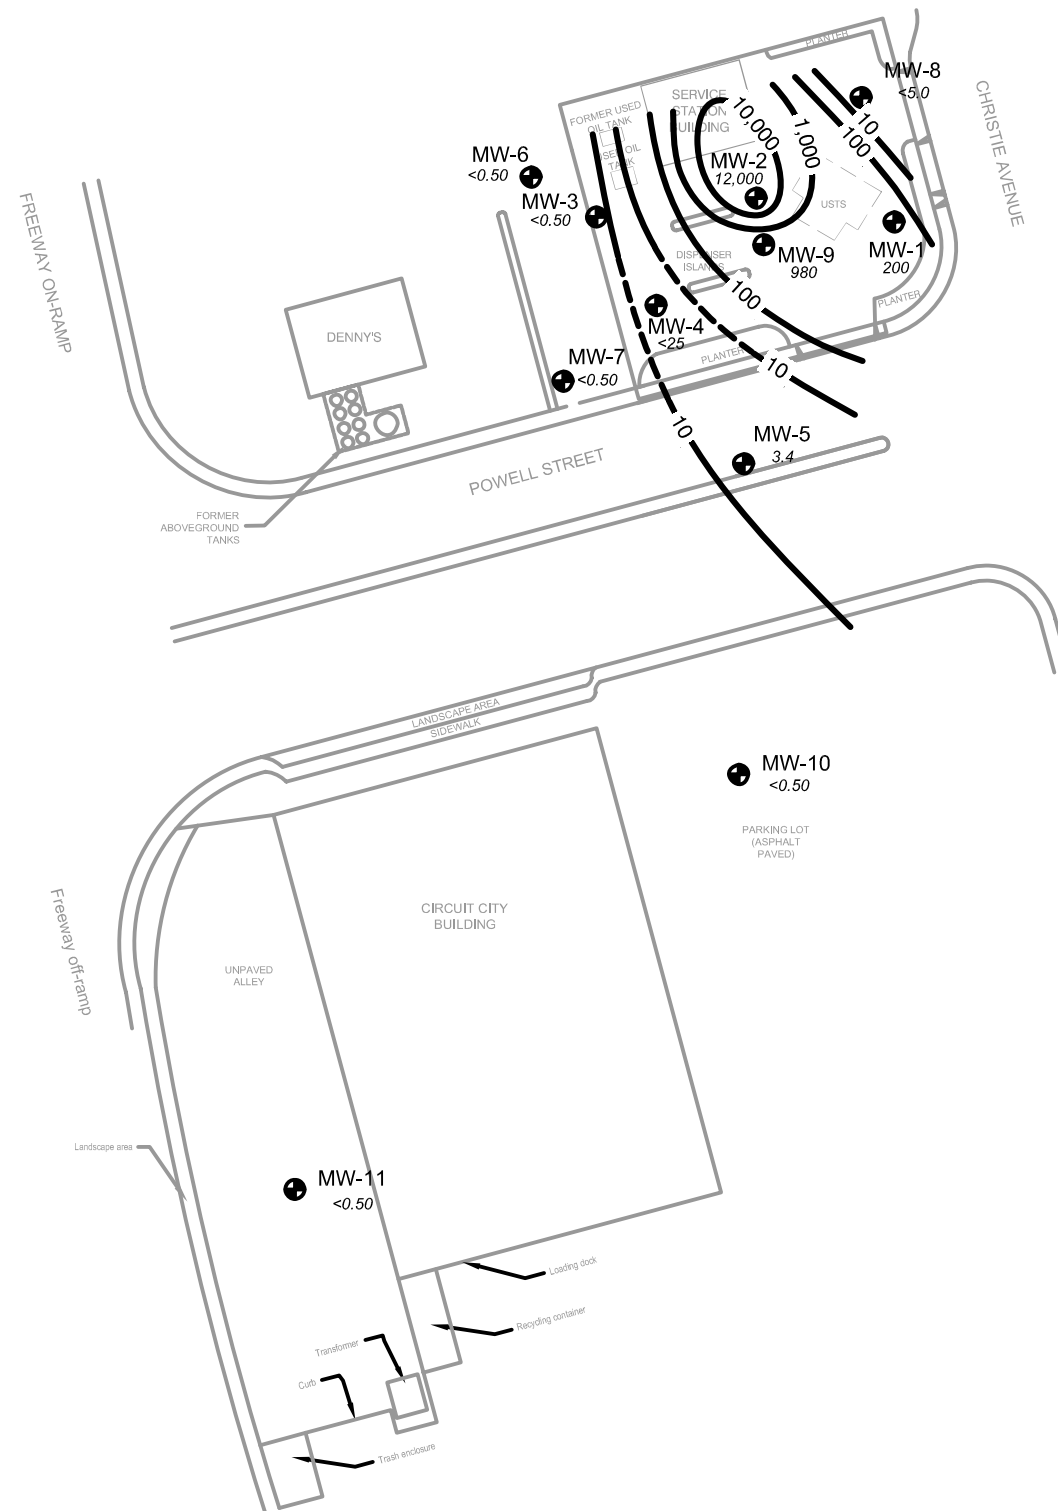 PLANTER
MW-8
<5.0
SERVICE
STATION
BUILDING
FORMER USED
OIL TANK
10,000
1,000
10
100
CHRISTIE AVENUE
MW-6
<0.50
USED OIL
TANK
MW-2
12,000
MW-3
<0.50
USTS
FREEWAY ON-RAMP
MW-1
200
DISPENSER
ISLANDS
MW-9
980
100
PLANTER
MW-4
<25
DENNY'S
PLANTER
MW-7
<0.50
10
10
MW-5
3.4
POWELL STREET
FORMER
ABOVEGROUND
TANKS
LANDSCAPE AREA
SIDEWALK
MW-10
<0.50
PARKING LOT
(ASPHALT
PAVED)
Freeway off-ramp
CIRCUIT CITY
BUILDING
UNPAVED
ALLEY
Landscape area
MW-11
<0.50
Loading dock
Recycling container
Transformer
Curb
Trash enclosure